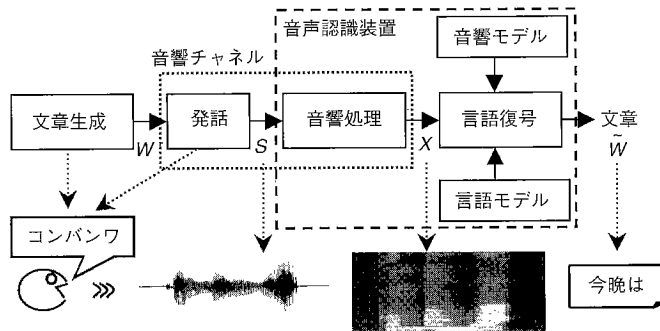 音声認識装置
音響モデル
音響チャネル
文章生成
W
発話
S
音響処理
X
言語復号
文章
W̃
言語モデル
コンバンワ
今晩は